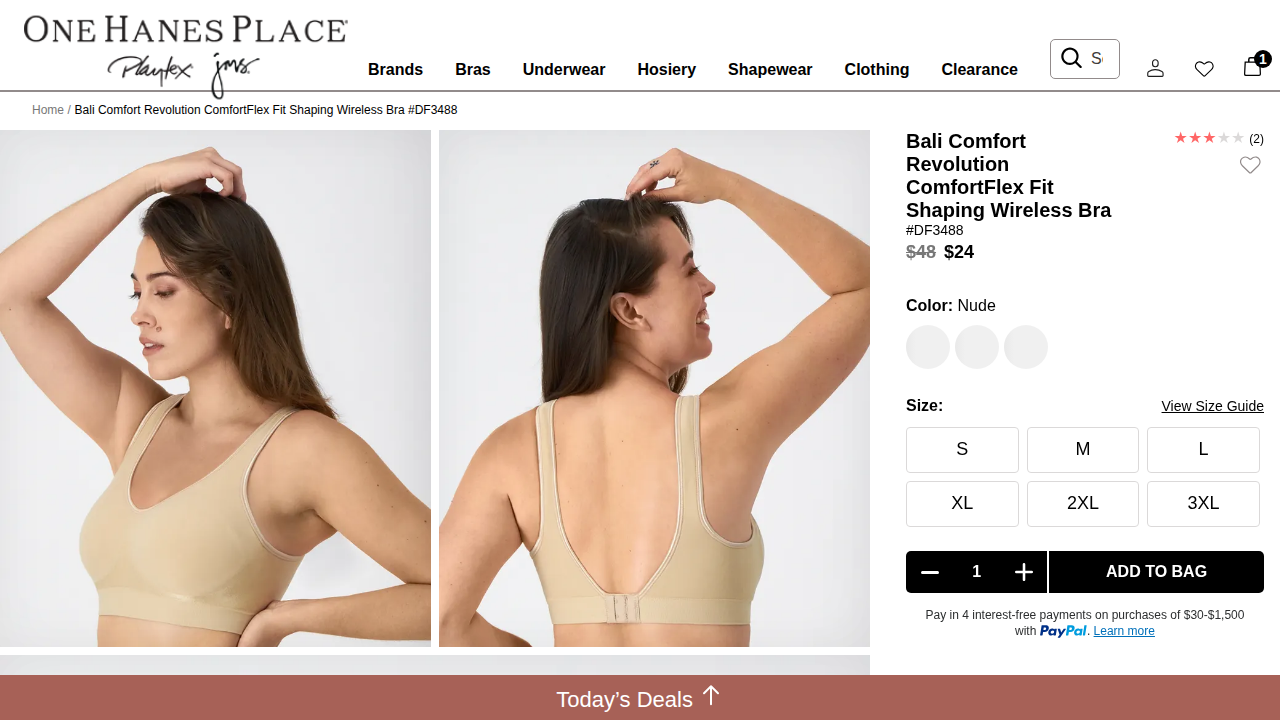 ONE HANES PLACE
Playtex jms.
Brands Bras Underwear Hosiery Shapewear Clothing Clearance
1
Home / Bali Comfort Revolution ComfortFlex Fit Shaping Wireless Bra #DF3488
Bali Comfort
Revolution
ComfortFlex Fit
Shaping Wireless Bra
(2)
#DF3488
$48 $24
Color: Nude
Size: View Size Guide
S M L
XL 2XL 3XL
1 ADD TO BAG
Pay in 4 interest-free payments on purchases of $30-$1,500
with PayPal. Learn more
Today’s Deals